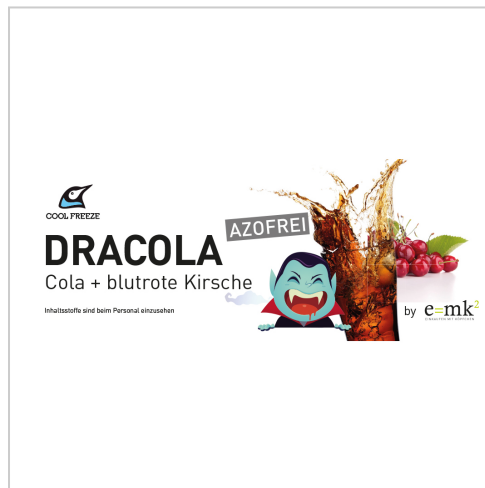 COOL FREEZE
AZOFREI
DRACOLA
Cola + blutrote Kirsche
Inhaltsstoffe sind beim Personal einzusehen
by e=mk²